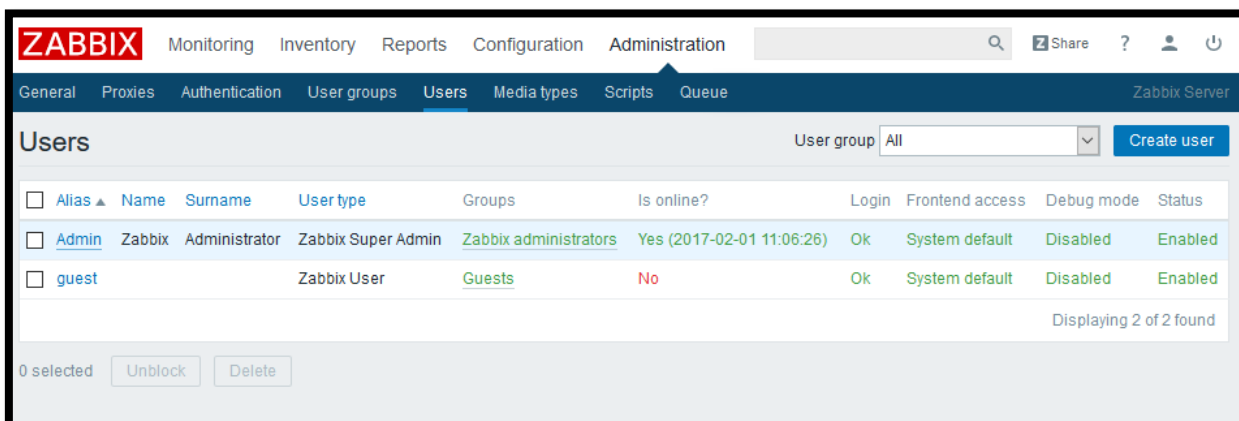 ZABBIX Monitoring Inventory Reports Configuration Administration Z Share ?
General Proxies Authentication User groups Users Media types Scripts Queue Zabbix Server
Users User group All Create user
Alias Name Surname User type Groups Is online? Login Frontend access Debug mode Status
Admin Zabbix Administrator Zabbix Super Admin Zabbix administrators Yes (2017-02-01 11:06:26) Ok System default Disabled Enabled
guest Zabbix User Guests No Ok System default Disabled Enabled
Displaying 2 of 2 found
0 selected Unblock Delete